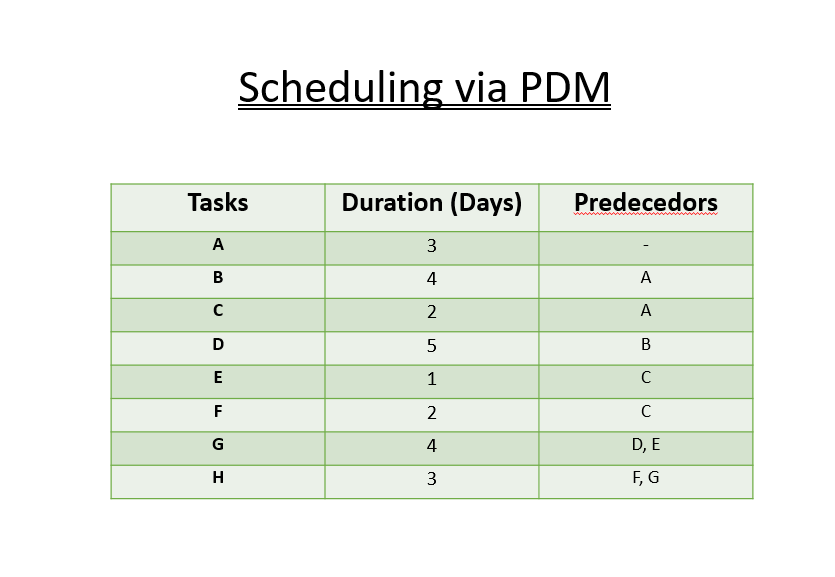 Scheduling via PDM
Tasks Duration (Days) Predecedors
A 3 -
B 4 A
C 2 A
D 5 B
E 1 C
F 2 C
G 4 D, E
H 3 F, G